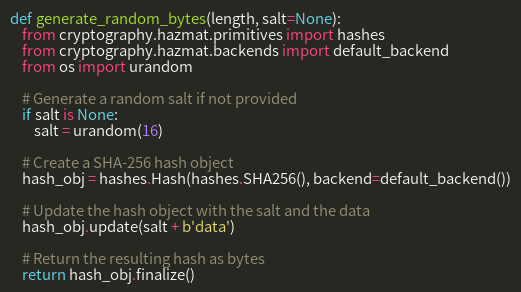 def generate_random_bytes(length, salt=None):
from cryptography.hazmat.primitives import hashes
from cryptography.hazmat.backends import default_backend
from os import urandom
# Generate a random salt if not provided
if salt is None:
salt = urandom(16)
# Create a SHA-256 hash object
hash_obj = hashes.Hash(hashes.SHA256(), backend=default_backend())
# Update the hash object with the salt and the data
hash_obj.update(salt + b'data')
# Return the resulting hash as bytes
return hash_obj.finalize()